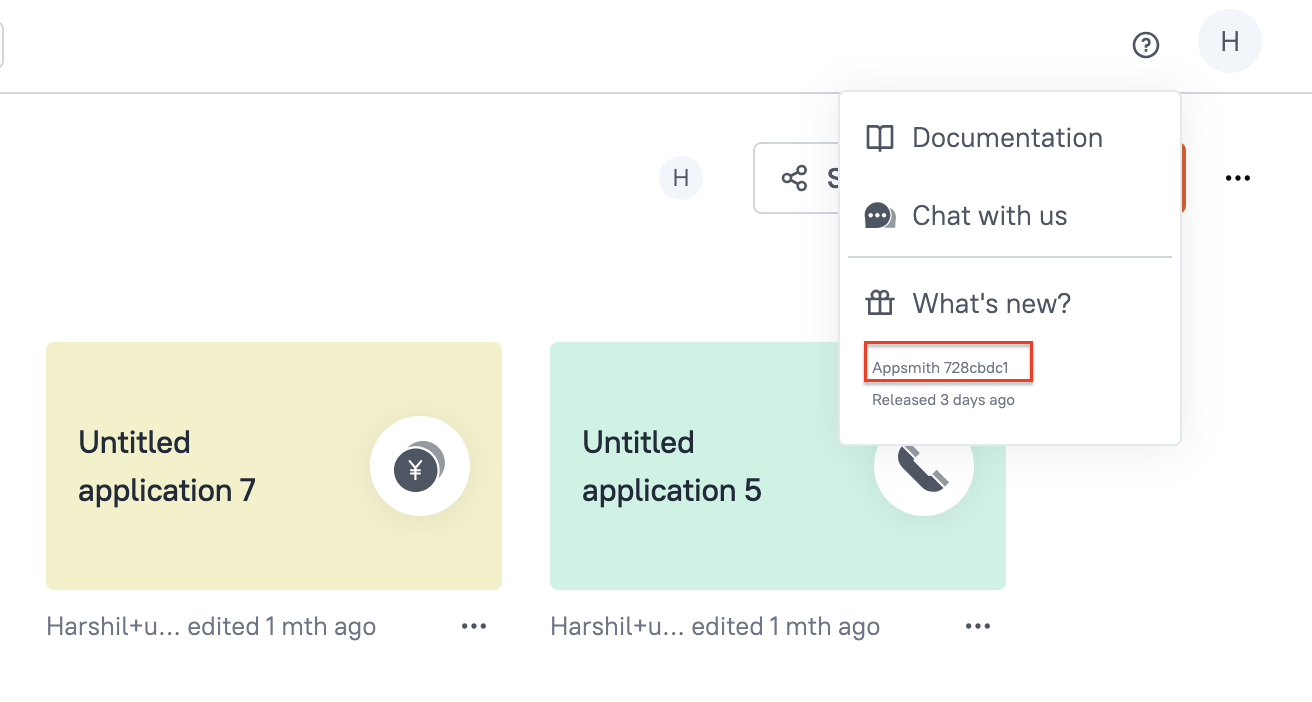 H
H
S
Documentation
Chat with us
What's new?
Appsmith 728cbdc1
Released 3 days ago
Untitled
application 7
¥
Untitled
application 5
Harshil+u... edited 1 mth ago
Harshil+u... edited 1 mth ago